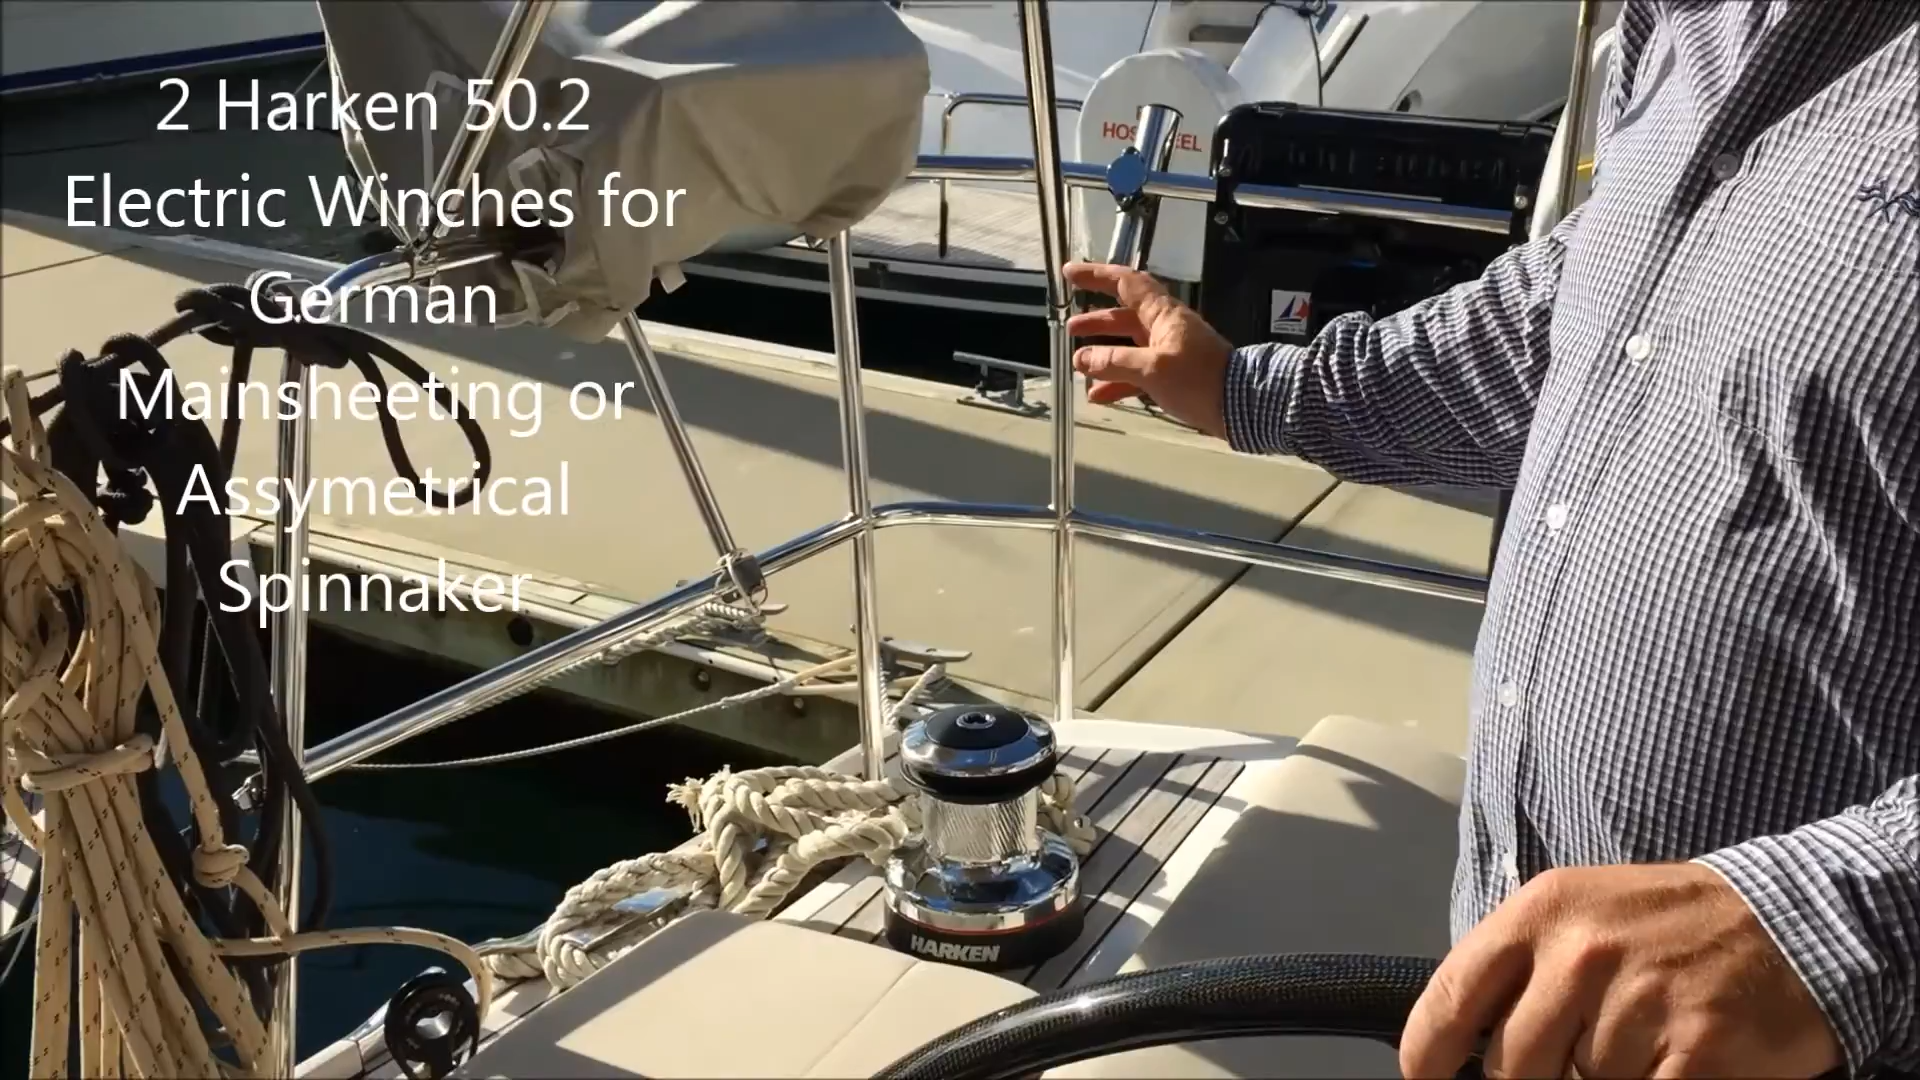 2 Harken 50.2
Electric Winches for
German
Mainsheeting or
Assymetrical
Spinnaker
HARKEN